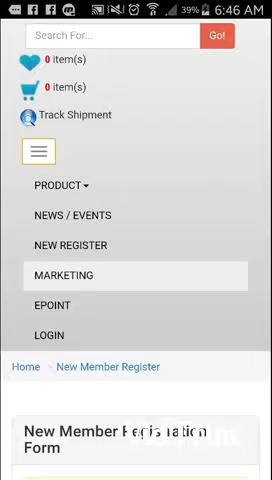 39% 6:46 AM
Search For... Go!
0 item(s)
0 item(s)
Track Shipment
PRODUCT
NEWS / EVENTS
NEW REGISTER
MARKETING
EPOINT
LOGIN
Home > New Member Register
New Member Registration
Form